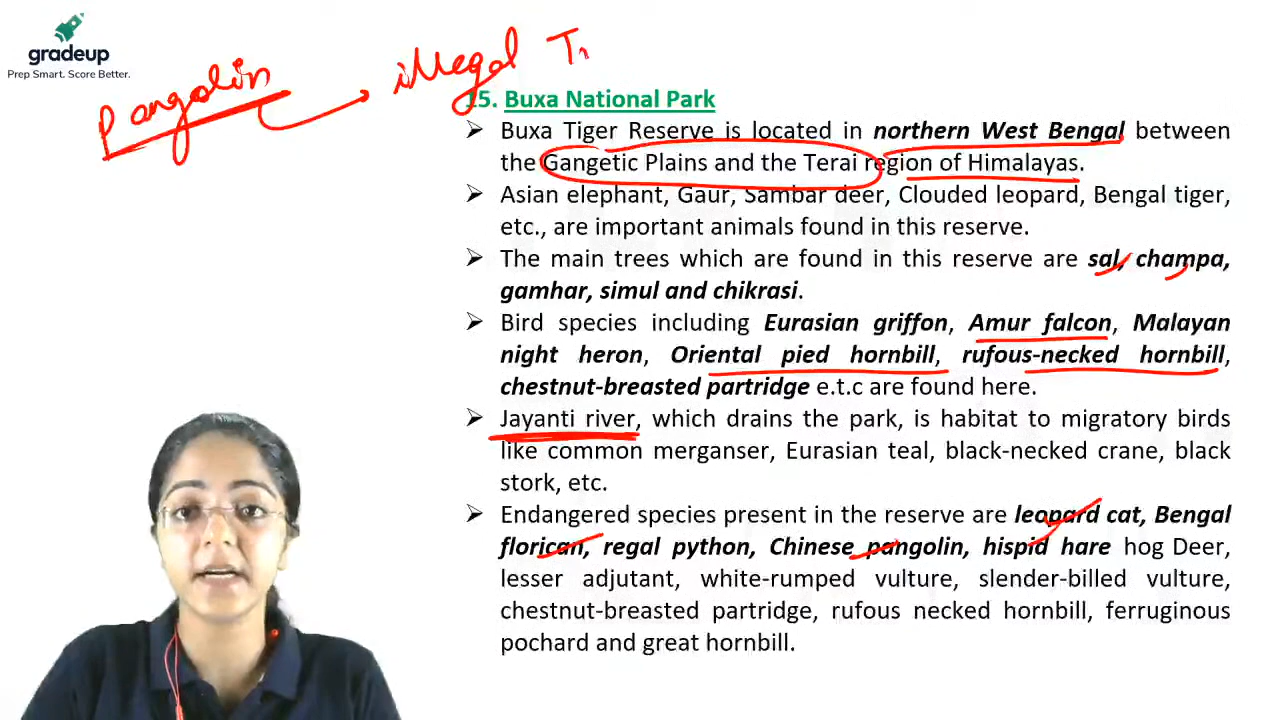 gradeup
Prep Smart. Score Better.
Pangolin
illegal T
15. Buxa National Park
➢ Buxa Tiger Reserve is located in northern West Bengal between
the Gangetic Plains and the Terai region of Himalayas.
➢ Asian elephant, Gaur, Sambar deer, Clouded leopard, Bengal tiger,
etc., are important animals found in this reserve.
➢ The main trees which are found in this reserve are sal, champa,
gamhar, simul and chikrasi.
➢ Bird species including Eurasian griffon, Amur falcon, Malayan
night heron, Oriental pied hornbill, rufous-necked hornbill,
chestnut-breasted partridge e.t.c are found here.
➢ Jayanti river, which drains the park, is habitat to migratory birds
like common merganser, Eurasian teal, black-necked crane, black
stork, etc.
➢ Endangered species present in the reserve are leopard cat, Bengal
florican, regal python, Chinese pangolin, hispid hare hog Deer,
lesser adjutant, white-rumped vulture, slender-billed vulture,
chestnut-breasted partridge, rufous necked hornbill, ferruginous
pochard and great hornbill.